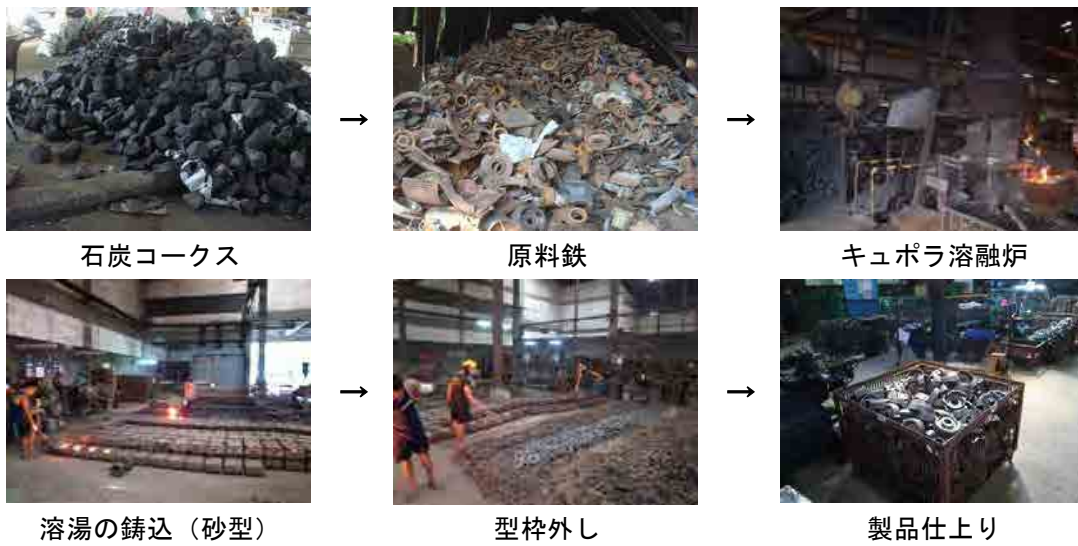 石炭コークス
原料鉄
キュポラ溶融炉
溶湯の鋳込（砂型）
型枠外し
製品仕上り